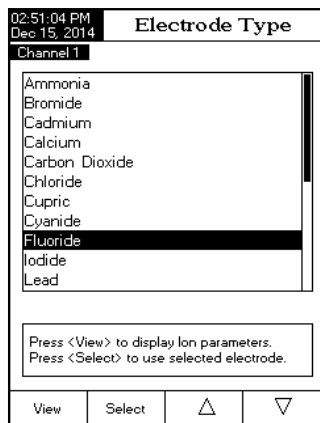 02:51:04 PM
Dec 15, 2014
Electrode Type
Channel 1
Ammonia
Bromide
Cadmium
Calcium
Carbon Dioxide
Chloride
Cupric
Cyanide
Fluoride
Iodide
Lead
Press <View> to display Ion parameters.
Press <Select> to use selected electrode.
View Select △ ▽